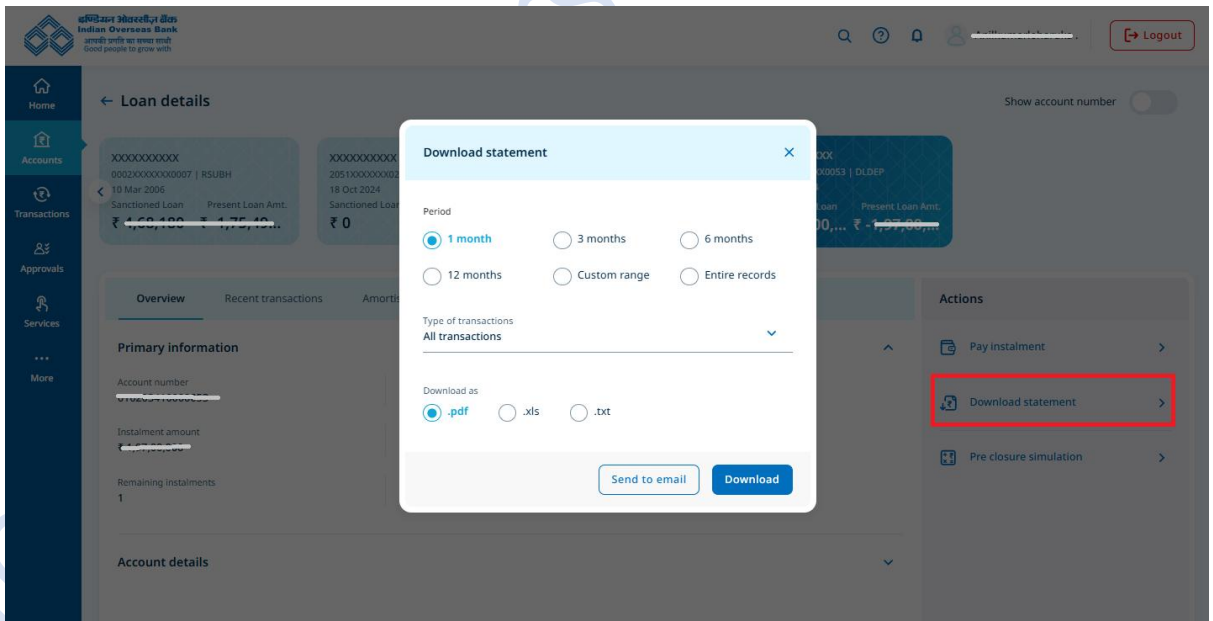 इण्डियन ओवरसीज़ बैंक
Indian Overseas Bank
आपकी प्रगति का सच्चा साथी
Good people to grow with
Logout
Home
Accounts
Transactions
Approvals
Services
More
Loan details
Show account number
XXXXXXXXXX
0002XXXXXXX0007 | RSUBH
10 Mar 2006
Sanctioned Loan Present Loan Amt.
XXXXXXXXXX
18 Oct 2024
Sanctioned Loan
₹ 0
XX0053 | DLDEP
Loan Present Loan Amt.
Download statement
Period
1 month 3 months 6 months
12 months Custom range Entire records
Type of transactions
All transactions
Download as
.pdf .xls .txt
Send to email Download
Overview Recent transactions
Primary information
Account number
Instalment amount
Remaining instalments
1
Account details
Actions
Pay instalment
Download statement
Pre closure simulation